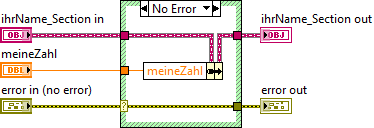 No Error
ihrName_Section in
ihrName_Section out
OBJ
OBJ
meineZahl
DBL
meineZahl
error in (no error)
error out
?